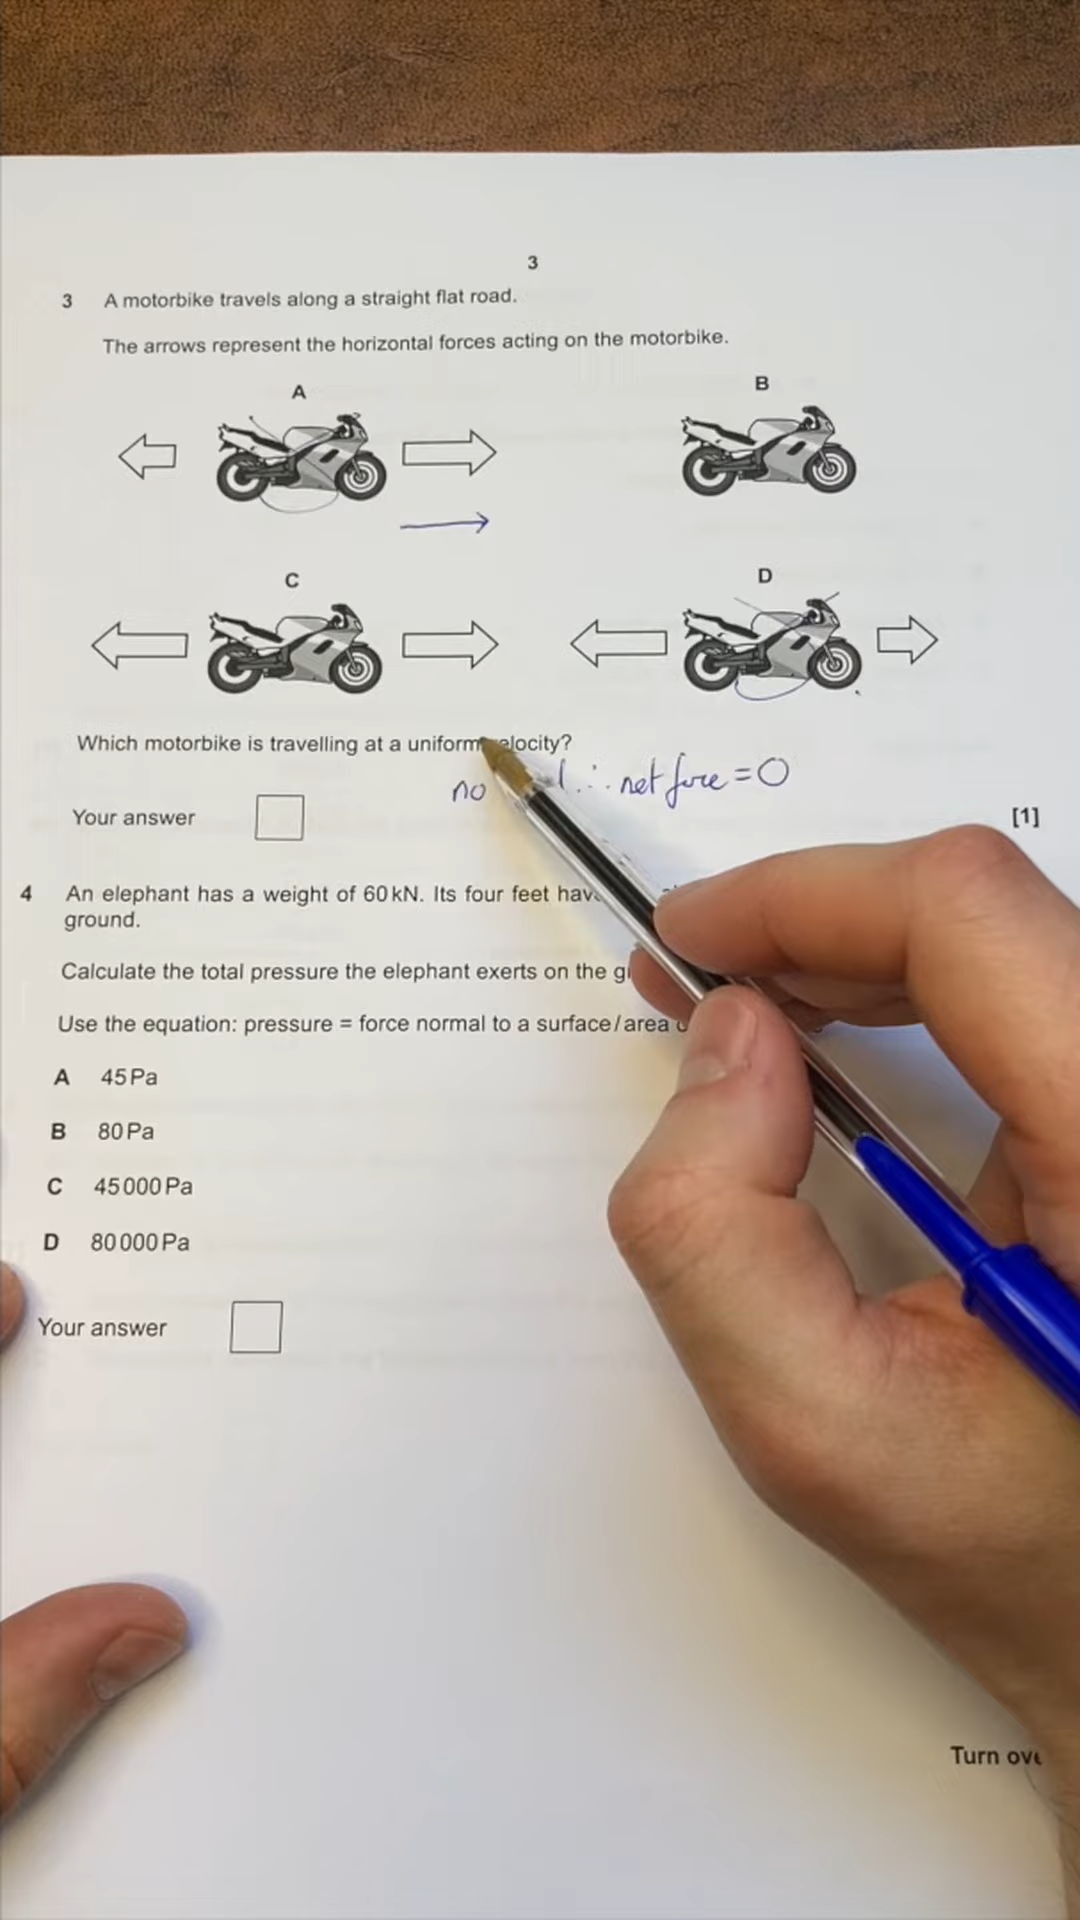 3
3 A motorbike travels along a straight flat road.
The arrows represent the horizontal forces acting on the motorbike.
A
B
C
D
Which motorbike is travelling at a uniform velocity?
no ∴ net force = 0
Your answer
[1]
4 An elephant has a weight of 60 kN. Its four feet
ground.
Calculate the total pressure the elephant exerts on the
Use the equation: pressure = force normal to a surface / area
A 45 Pa
B 80 Pa
C 45 000 Pa
D 80 000 Pa
Your answer
Turn